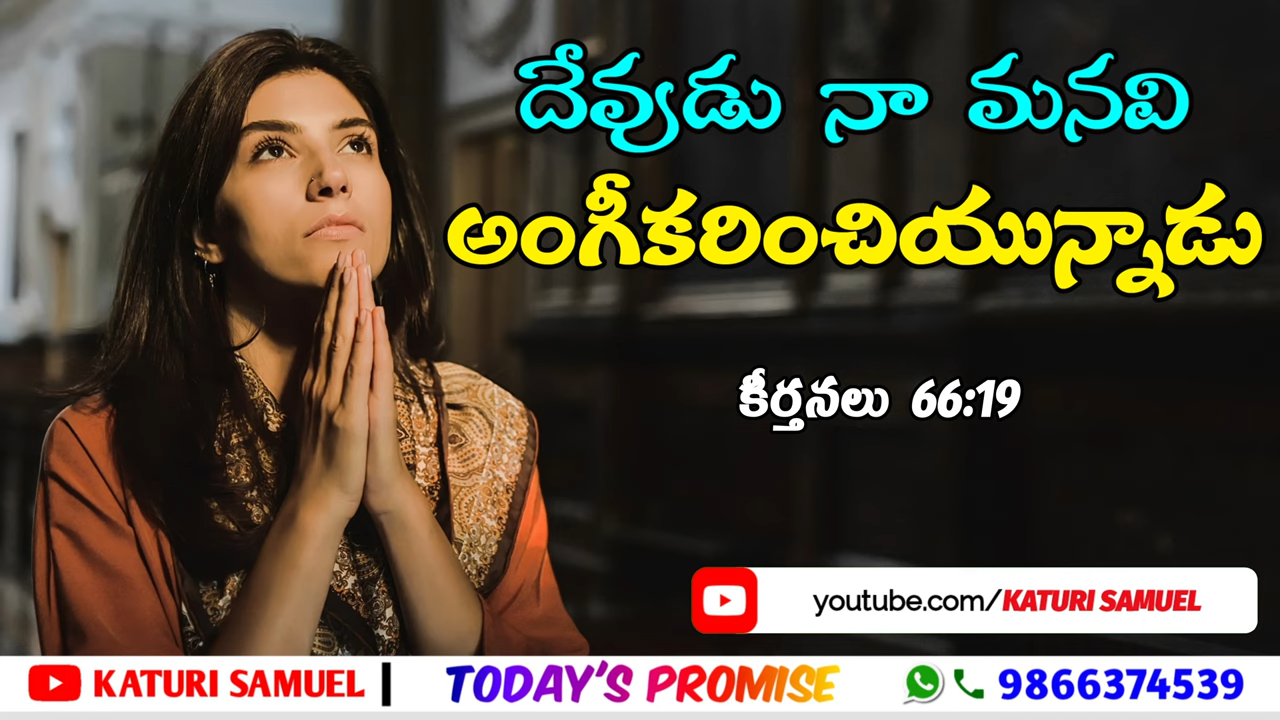 దేవుడు నా మనవి
అంగీకరించియున్నాడు
కీర్తనలు 66:19
youtube.com/KATURI SAMUEL
KATURI SAMUEL | TODAY'S PROMISE 9866374539